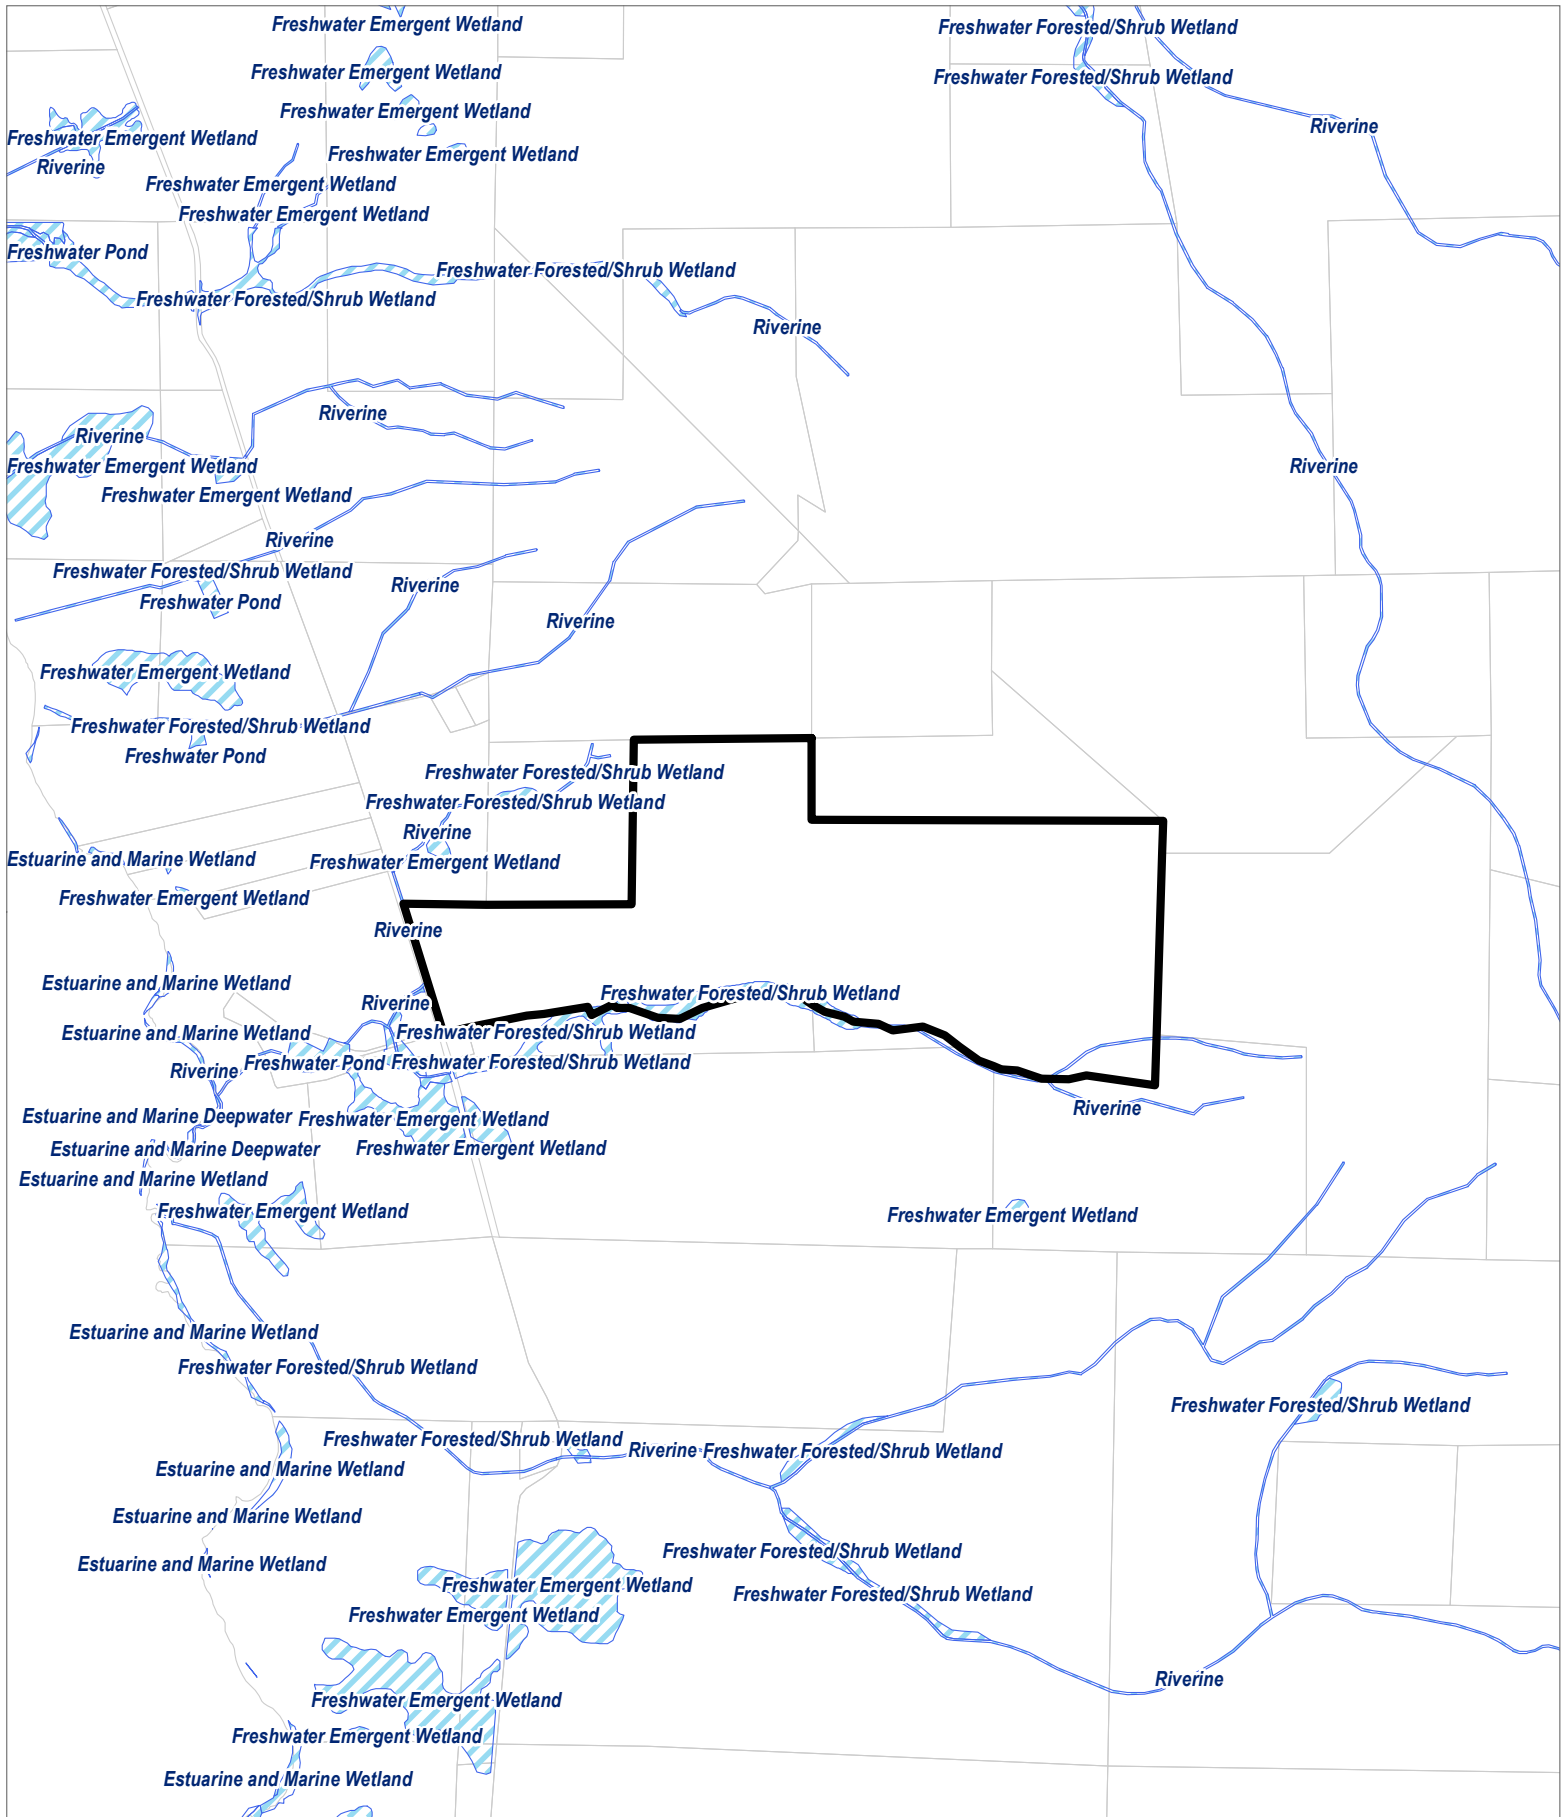 Freshwater Emergent Wetland
Freshwater Forested/Shrub Wetland
Freshwater Emergent Wetland
Freshwater Forested/Shrub Wetland
Freshwater Emergent Wetland
Riverine
Freshwater Emergent Wetland
Freshwater Emergent Wetland
Riverine
Freshwater Emergent Wetland
Freshwater Emergent Wetland
Freshwater Pond
Freshwater Forested/Shrub Wetland
Freshwater Forested/Shrub Wetland
Riverine
Riverine
Riverine
Freshwater Emergent Wetland
Riverine
Freshwater Emergent Wetland
Riverine
Freshwater Forested/Shrub Wetland
Riverine
Freshwater Pond
Riverine
Freshwater Emergent Wetland
Freshwater Forested/Shrub Wetland
Freshwater Pond
Freshwater Forested/Shrub Wetland
Freshwater Forested/Shrub Wetland
Riverine
Estuarine and Marine Wetland
Freshwater Emergent Wetland
Freshwater Emergent Wetland
Riverine
Estuarine and Marine Wetland
Freshwater Forested/Shrub Wetland
Riverine
Estuarine and Marine Wetland
Freshwater Forested/Shrub Wetland
Riverine
Freshwater Pond
Freshwater Forested/Shrub Wetland
Riverine
Estuarine and Marine Deepwater
Freshwater Emergent Wetland
Estuarine and Marine Deepwater
Freshwater Emergent Wetland
Estuarine and Marine Wetland
Freshwater Emergent Wetland
Freshwater Emergent Wetland
Estuarine and Marine Wetland
Freshwater Forested/Shrub Wetland
Freshwater Forested/Shrub Wetland
Freshwater Forested/Shrub Wetland
Riverine
Freshwater Forested/Shrub Wetland
Estuarine and Marine Wetland
Estuarine and Marine Wetland
Freshwater Forested/Shrub Wetland
Estuarine and Marine Wetland
Freshwater Emergent Wetland
Freshwater Forested/Shrub Wetland
Freshwater Emergent Wetland
Riverine
Freshwater Emergent Wetland
Freshwater Emergent Wetland
Estuarine and Marine Wetland